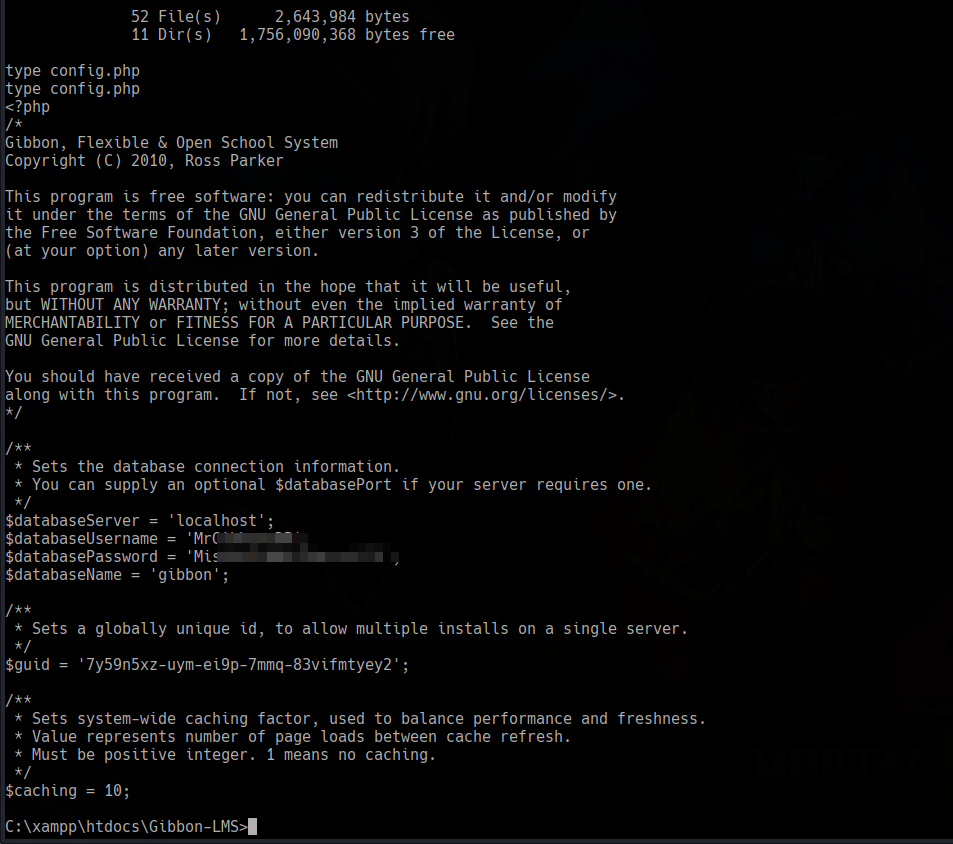 52 File(s) 2,643,984 bytes
11 Dir(s) 1,756,090,368 bytes free
type config.php
type config.php
<?php
/*
Gibbon, Flexible & Open School System
Copyright (C) 2010, Ross Parker
This program is free software: you can redistribute it and/or modify
it under the terms of the GNU General Public License as published by
the Free Software Foundation, either version 3 of the License, or
(at your option) any later version.
This program is distributed in the hope that it will be useful,
but WITHOUT ANY WARRANTY; without even the implied warranty of
MERCHANTABILITY or FITNESS FOR A PARTICULAR PURPOSE.  See the
GNU General Public License for more details.
You should have received a copy of the GNU General Public License
along with this program.  If not, see <http://www.gnu.org/licenses/>.
*/
/**
 * Sets the database connection information.
 * You can supply an optional $databasePort if your server requires one.
 */
$databaseServer = 'localhost';
$databaseUsername = '
$databasePassword = '
$databaseName = 'gibbon';
/**
 * Sets a globally unique id, to allow multiple installs on a single server.
 */
$guid = '7y59n5xz-uym-ei9p-7mmq-83vifmtyey2';
/**
 * Sets system-wide caching factor, used to balance performance and freshness.
 * Value represents number of page loads between cache refresh.
 * Must be positive integer. 1 means no caching.
 */
$caching = 10;
C:\xampp\htdocs\Gibbon-LMS>
MORTAL